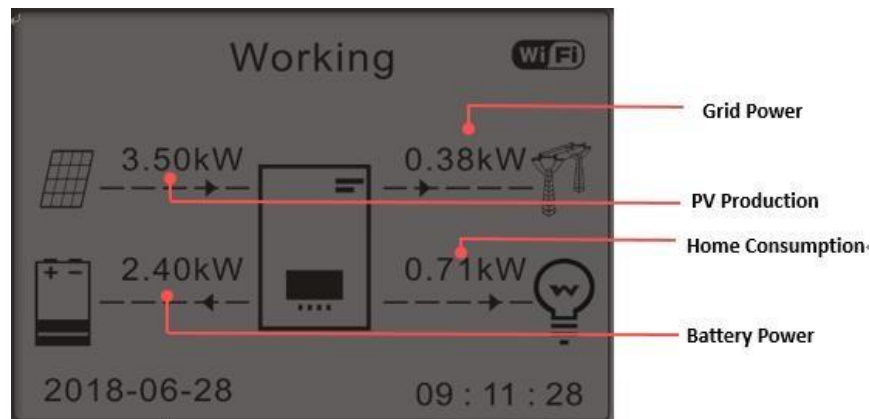 Working
WiFi
Grid Power
3.50kW
0.38kW
PV Production
Home Consumption
2.40kW
0.71kW
Battery Power
2018-06-28
09 : 11 : 28